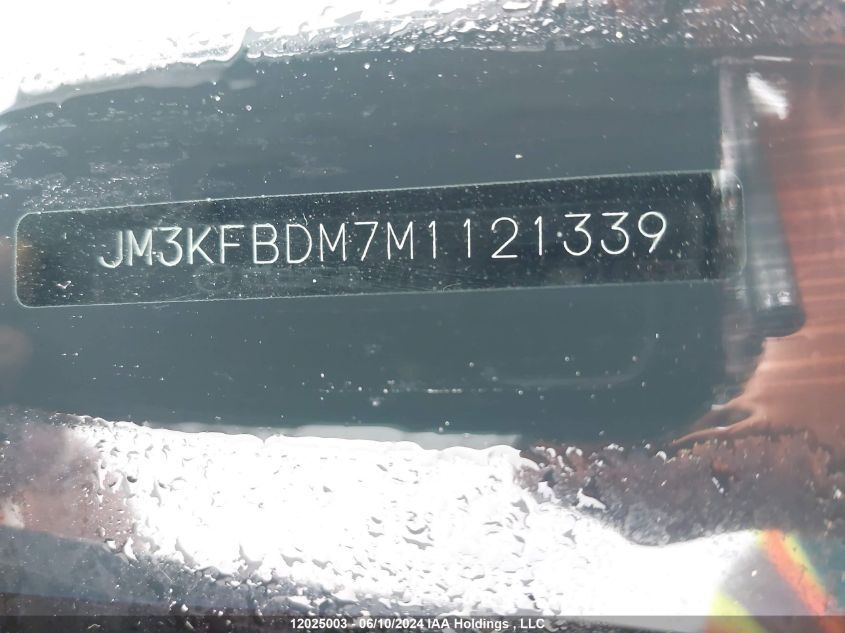 JM3KFBDM7M1121339
12025003 - 06/10/2024 IAA Holdings , LLC